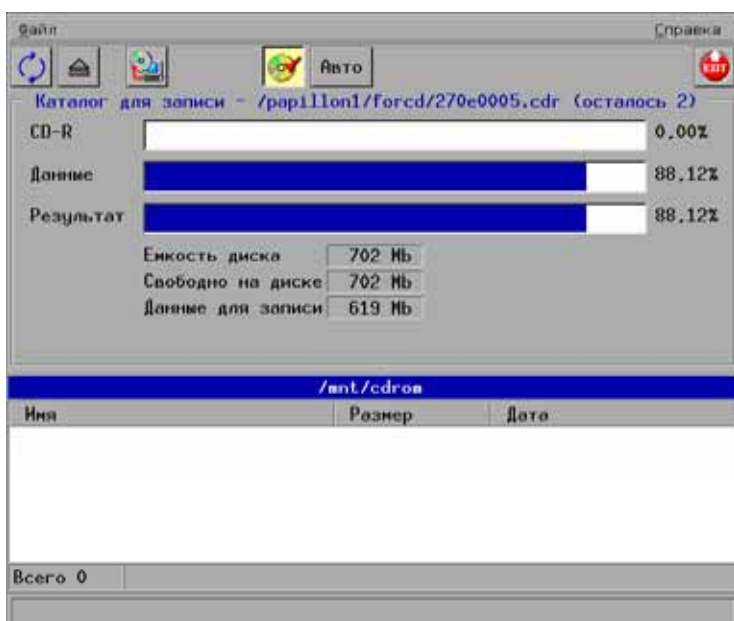 Файл Справка
Авто EXIT
Каталог для записи - /papillon1/forcd/270e0005.cdr (осталось 2)
CD-R 0.00%
Данные 88.12%
Результат 88.12%
Емкость диска 702 Mb
Свободно на диске 702 Mb
Данные для записи 619 Mb
/mnt/cdrom
Имя Размер Дата
Всего 0